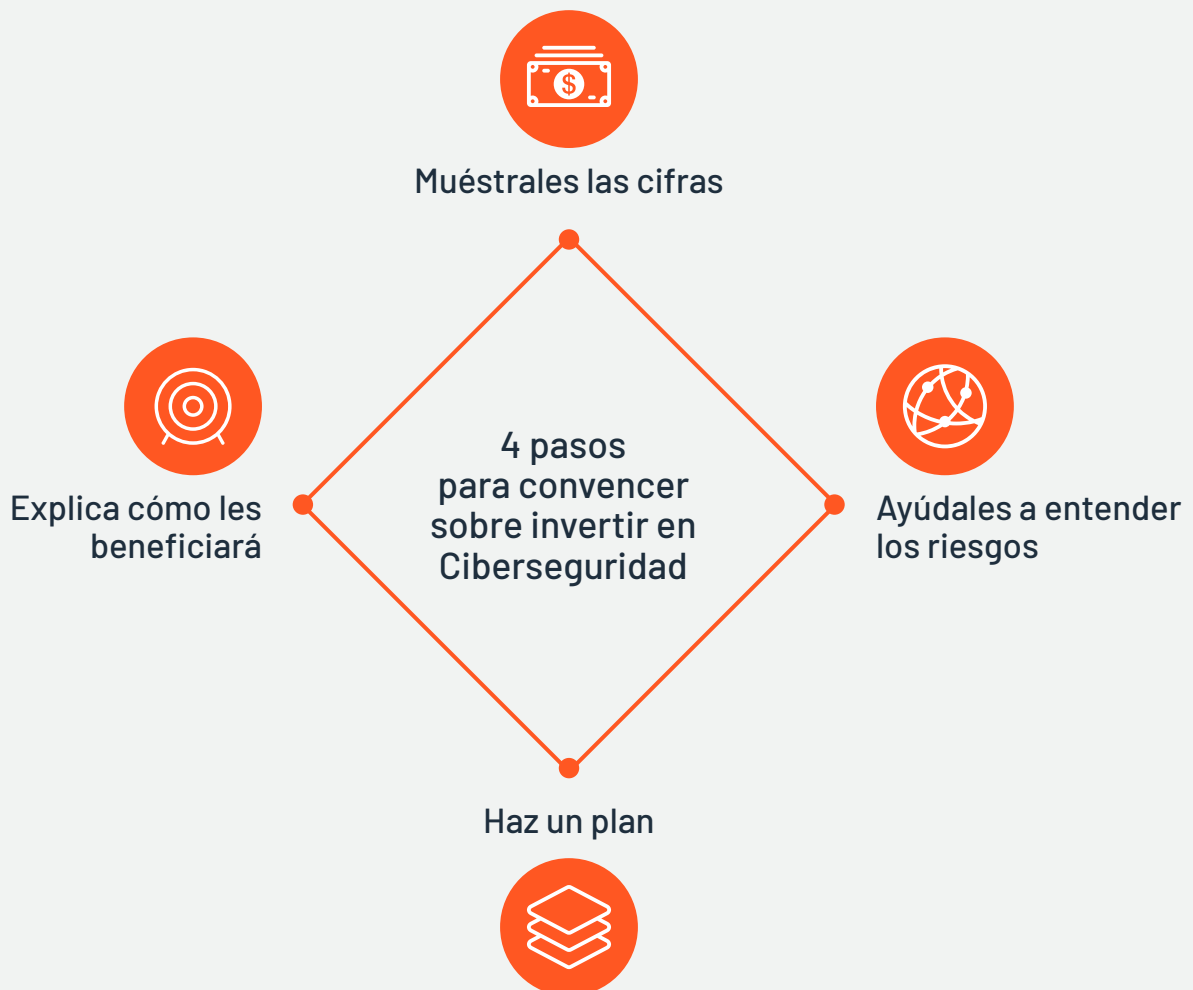 $
Muéstrales las cifras
4 pasos
para convencer
sobre invertir en
Ciberseguridad
Explica cómo les
beneficiará
Ayúdales a entender
los riesgos
Haz un plan